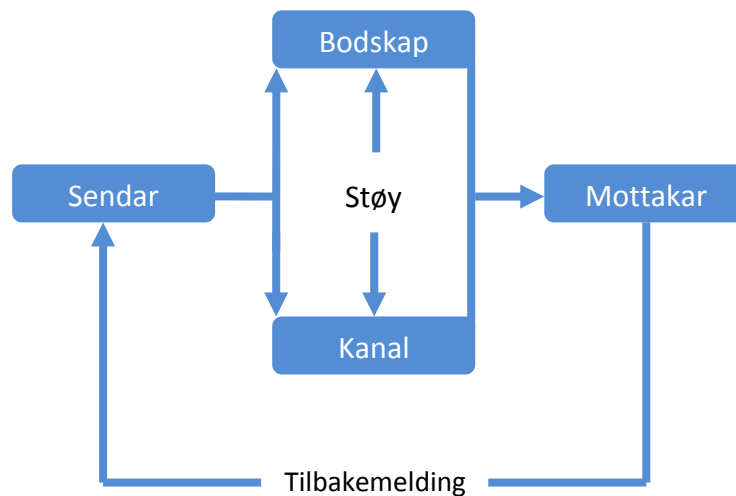 Bodskap
Sendar
Støy
Mottakar
Kanal
Tilbakemelding